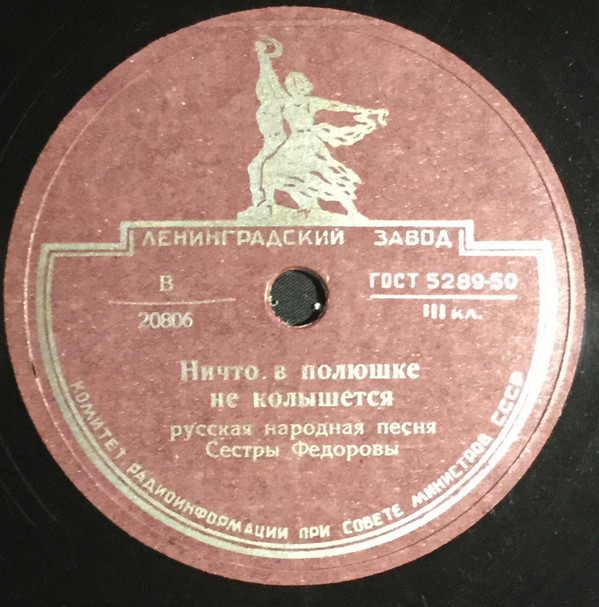 ЛЕНИНГРАДСКИЙ ЗАВОД
В
20806
ГОСТ 5289-50
III кл.
Ничто в полюшке
не колышется
русская народная песня
Сестры Федоровы
КОМИТЕТ РАДИОИНФОРМАЦИИ ПРИ СОВЕТЕ МИНИСТРОВ СССР